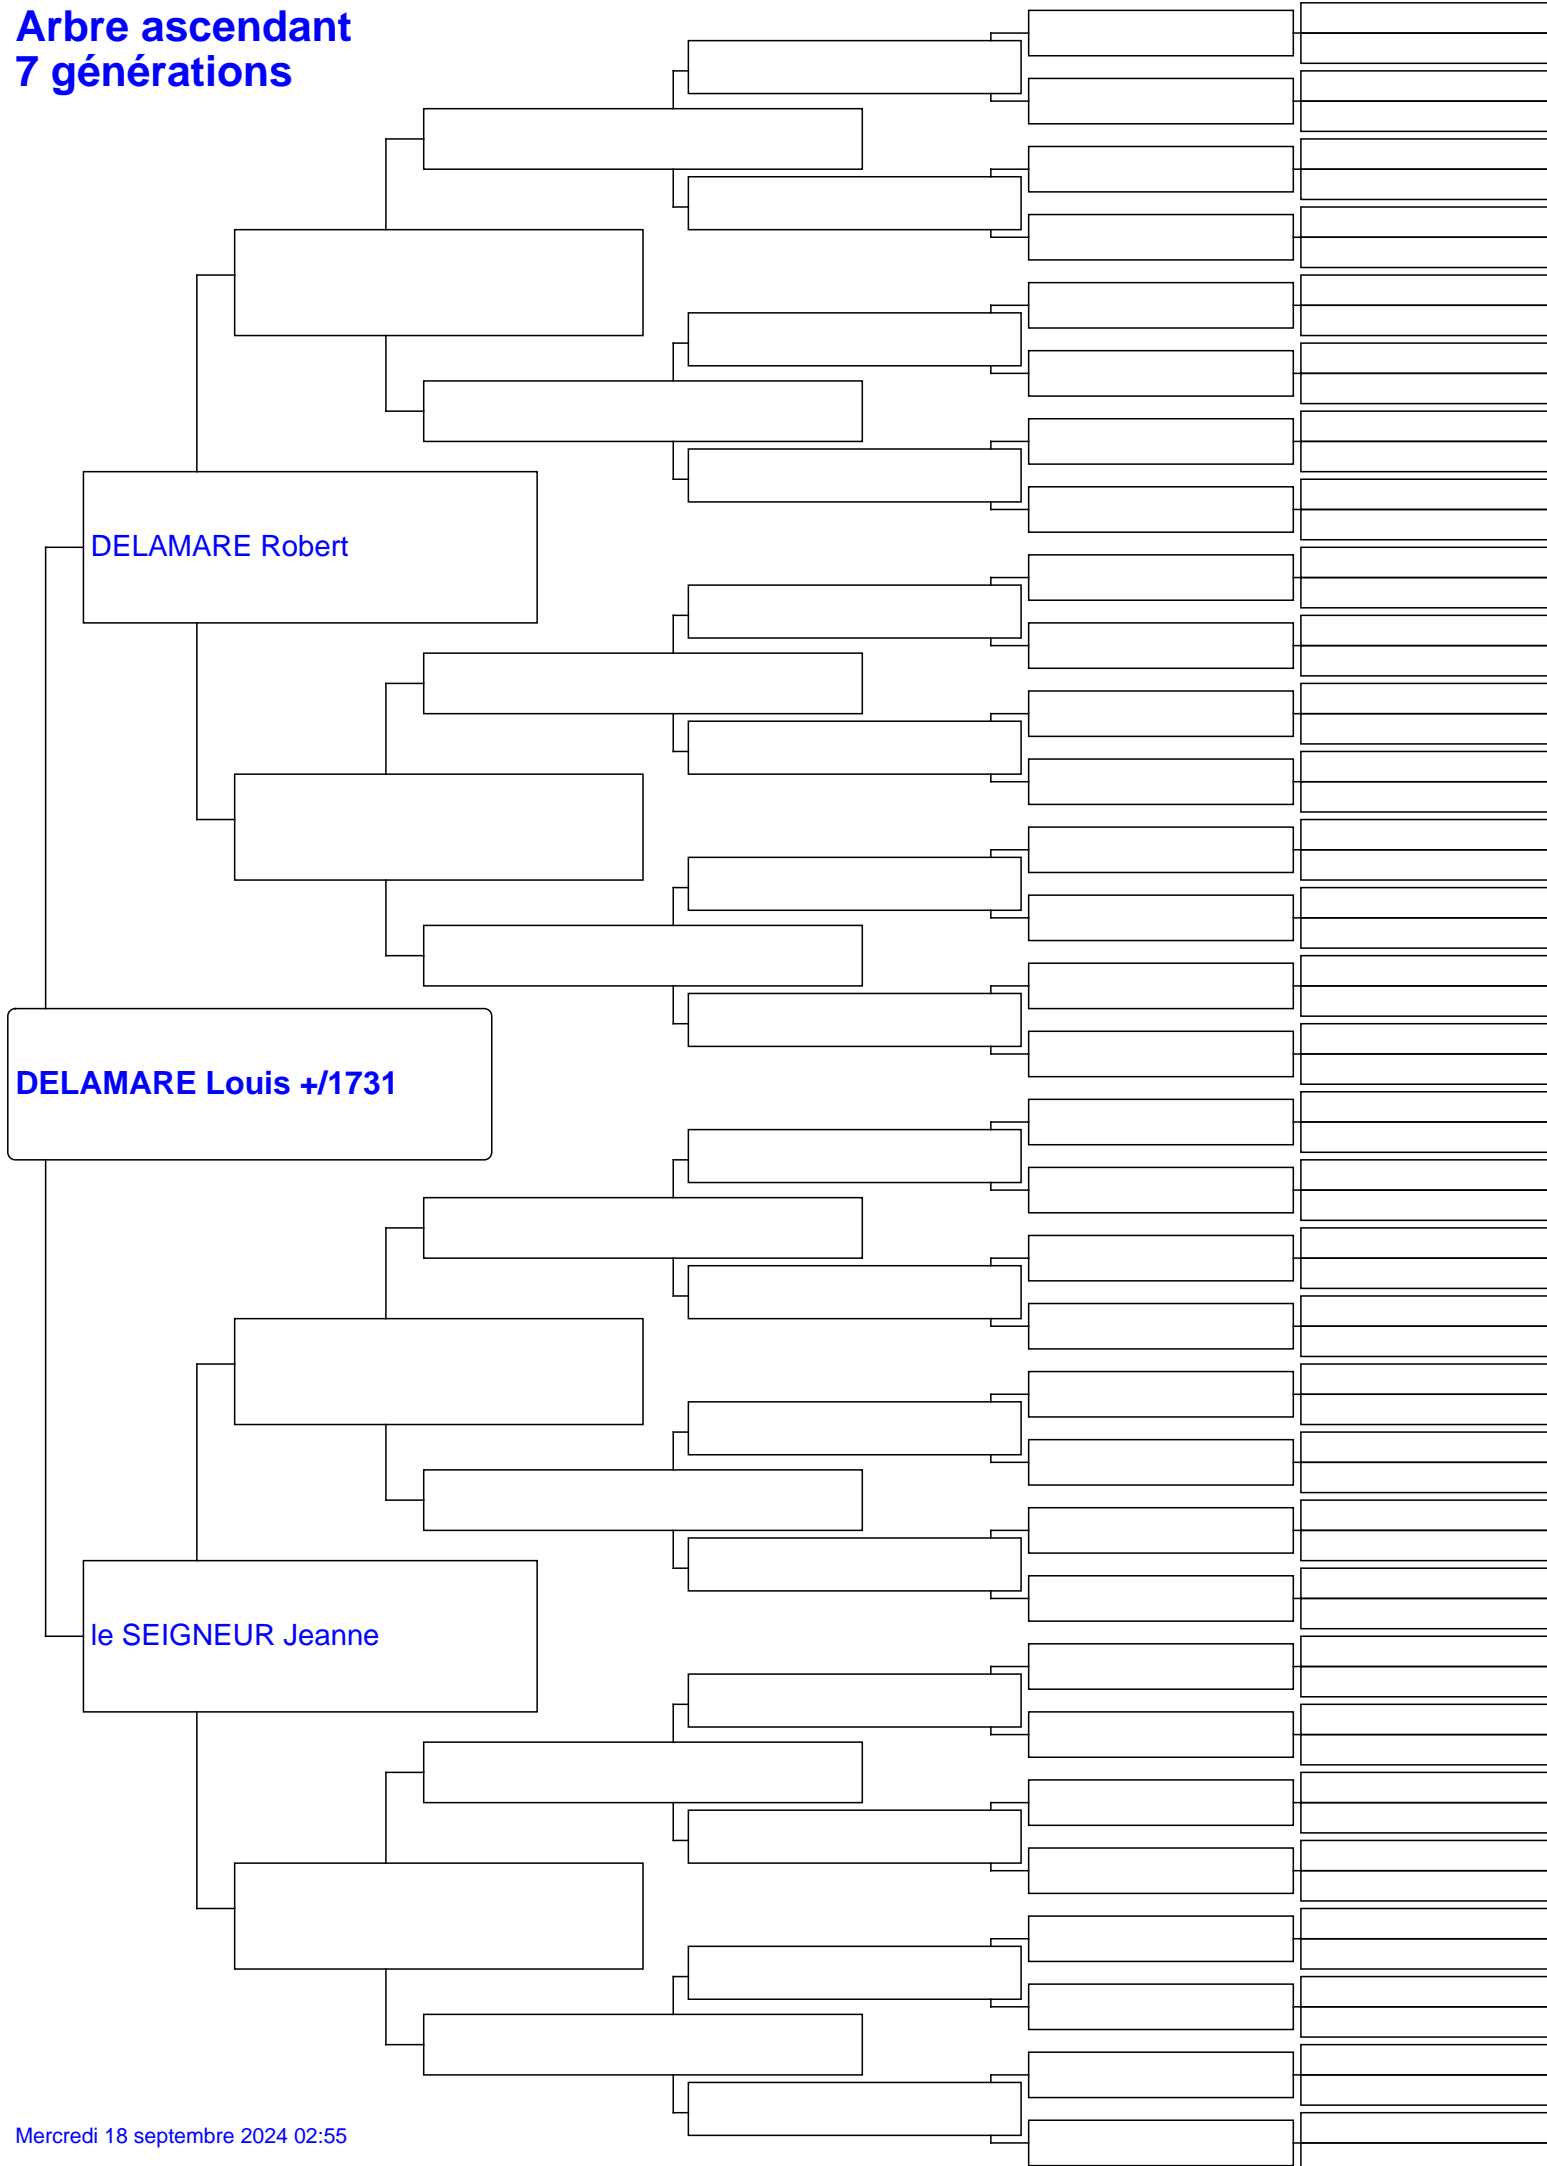 Arbre ascendant
7 générations
DELAMARE Robert
DELAMARE Louis +/1731
le SEIGNEUR Jeanne
Mercredi 18 septembre 2024 02:55